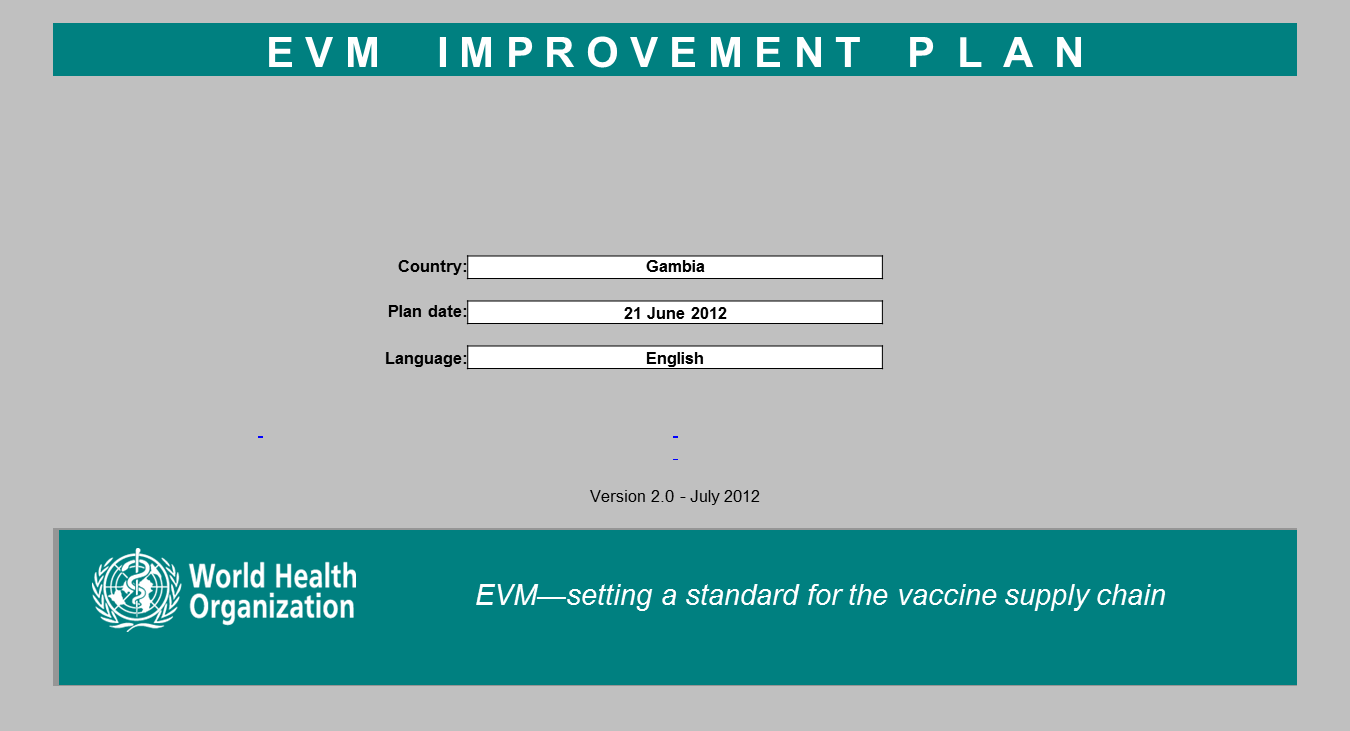 EVM IMPROVEMENT PLAN
Country: Gambia
Plan date: 21 June 2012
Language: English
- -
-
Version 2.0 - July 2012
World Health
Organization
EVM—setting a standard for the vaccine supply chain